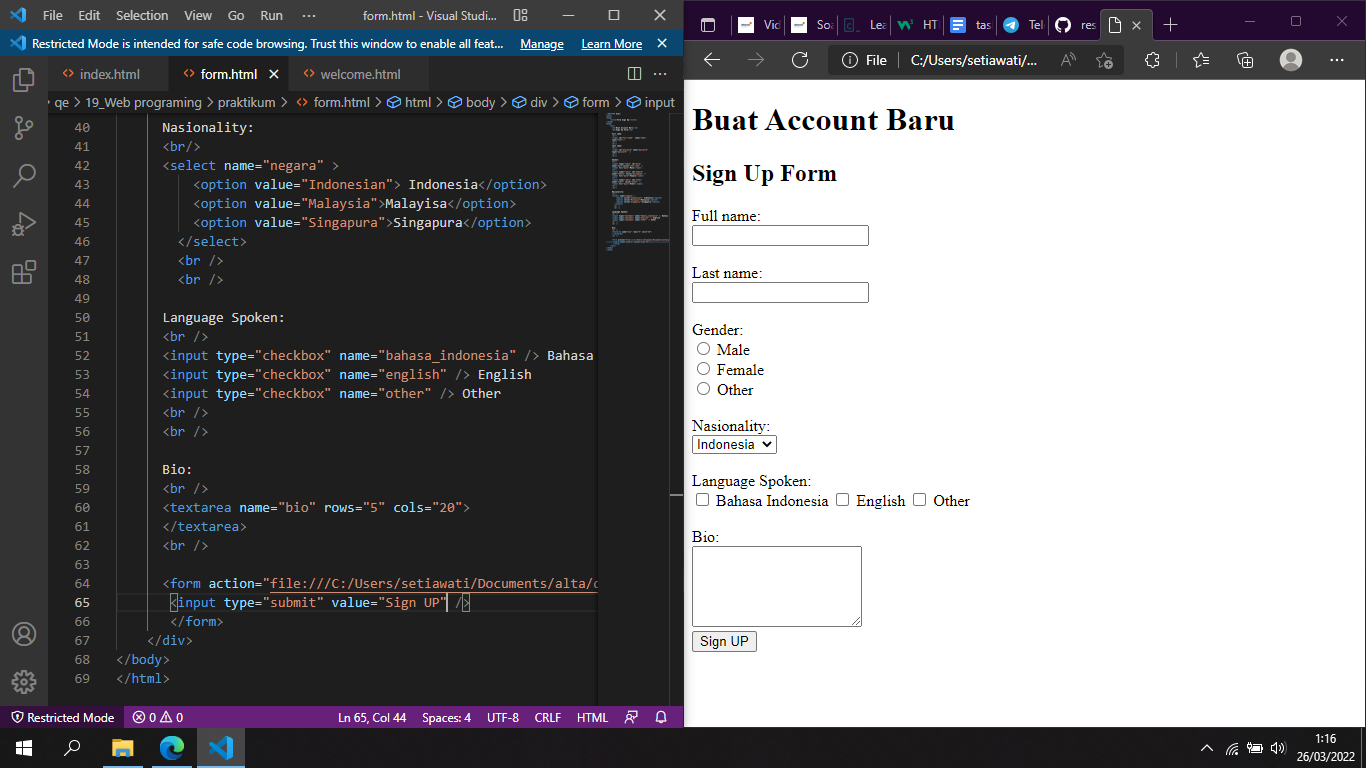 File Edit Selection View Go Run ··· form.html - Visual Studi...
Restricted Mode is intended for safe code browsing. Trust this window to enable all feat... Manage Learn More
index.html form.html welcome.html
qe > 19_Web programing > praktikum > form.html > html > body > div > form > input
40 Nasionality:
41 <br/>
42 <select name="negara" >
43 <option value="Indonesian"> Indonesia</option>
44 <option value="Malaysia">Malayisa</option>
45 <option value="Singapura">Singapura</option>
46 </select>
47 <br />
48 <br />
49
50 Language Spoken:
51 <br />
52 <input type="checkbox" name="bahasa_indonesia" /> Bahasa
53 <input type="checkbox" name="english" /> English
54 <input type="checkbox" name="other" /> Other
55 <br />
56 <br />
57
58 Bio:
59 <br />
60 <textarea name="bio" rows="5" cols="20">
61 </textarea>
62 <br />
63
64 <form action="file:///C:/Users/setiawati/Documents/alta/
65 <input type="submit" value="Sign UP" />
66 </form>
67 </div>
68 </body>
69 </html>
Restricted Mode 0 0 Ln 65, Col 44 Spaces: 4 UTF-8 CRLF HTML
Vid Soa Lea HT tas Tel res
File C:/Users/setiawati/...
Buat Account Baru
Sign Up Form
Full name:
Last name:
Gender:
Male
Female
Other
Nasionality:
Indonesia
Language Spoken:
Bahasa Indonesia English Other
Bio:
Sign UP
1:16
26/03/2022